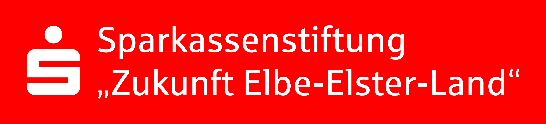 Sparkassenstiftung
„Zukunft Elbe-Elster-Land“